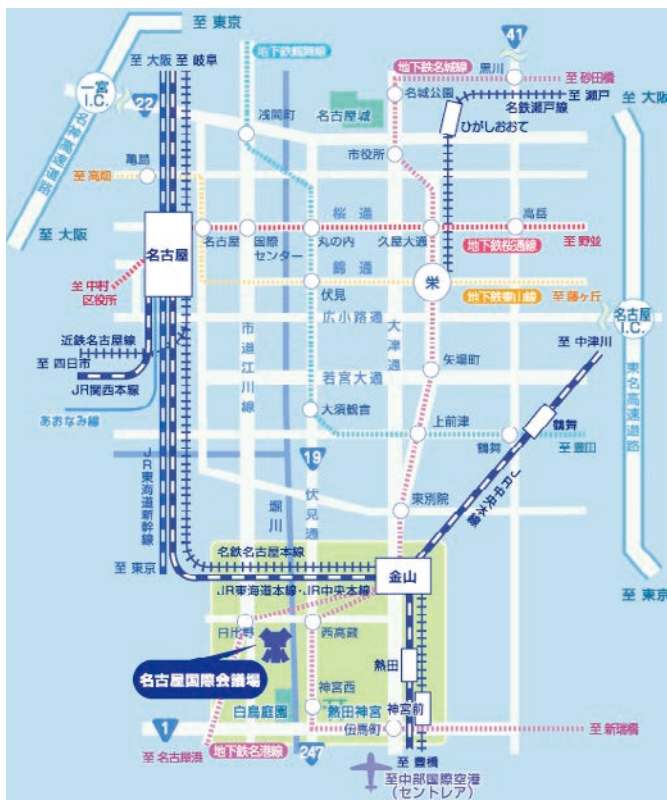 至 東京
地下鉄鶴舞線
41
至 大阪
至 岐阜
地下鉄名城線
黒川
至 砂田橋
一宮
I.C.
22
名城公園
名鉄瀬戸線
至 瀬戸
至 大阪
浅間町
名古屋城
ひがしおおて
名神高速道路
市役所
亀島
至 高畑
桜通
高岳
至 大阪
名古屋
名古屋
国際
センター
丸の内
久屋大通
地下鉄桜通線
至 野並
錦通
栄
至 中村
区役所
伏見
地下鉄東山線
至 藤ヶ丘
広小路通
名古屋
I.C.
近鉄名古屋線
至 四日市
JR関西本線
市道江川線
大津通
矢場町
至 中津川
若宮大通
あおなみ線
大須観音
上前津
鶴舞
鶴舞
至 豊田
東名高速道路
JR東海道新幹線
19
伏見通
堀川
JR中央本線
東別院
名鉄名古屋本線
至 東京
金山
JR東海道本線・JR中央本線
至 東京
日比野
西高蔵
熱田
名古屋国際会議場
神宮西
白鳥庭園
熱田神宮
神宮前
1
伝馬町
至 新瑞橋
至 名古屋港
地下鉄名港線
247
至 豊橋
至 中部国際空港
(セントレア)